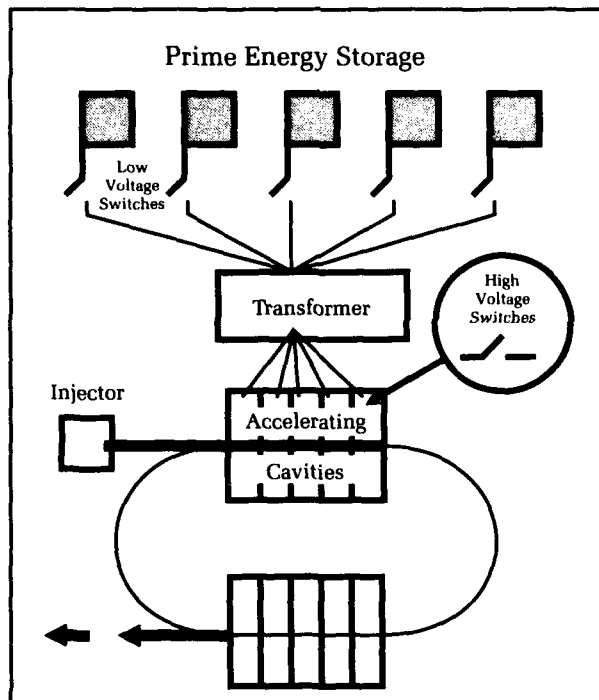 Prime Energy Storage
Low
Voltage
Switches
Transformer
High
Voltage
Switches
Injector
Accelerating
Cavities